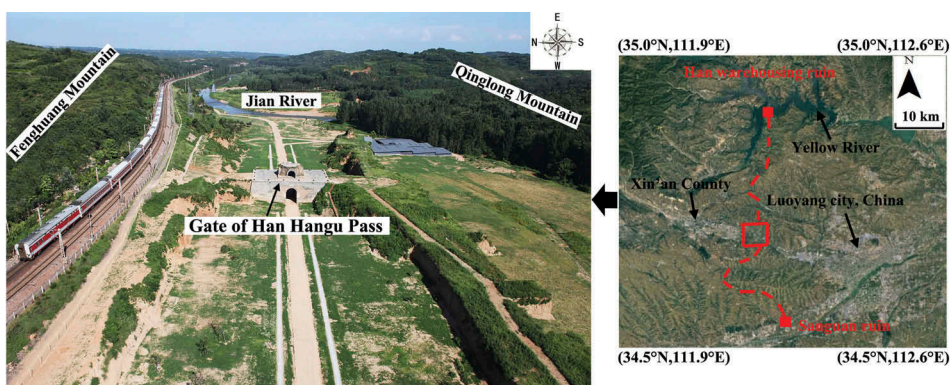 Fenghuang Mountain
Jian River
Qinglong Mountain
Gate of Han Hangu Pass
E
N
S
W
(35.0°N,111.9°E)
(35.0°N,112.6°E)
Han warehousing ruin
N
10 km
Yellow River
Xin'an County
Luoyang city, China
Songuan ruin
(34.5°N,111.9°E)
(34.5°N,112.6°E)